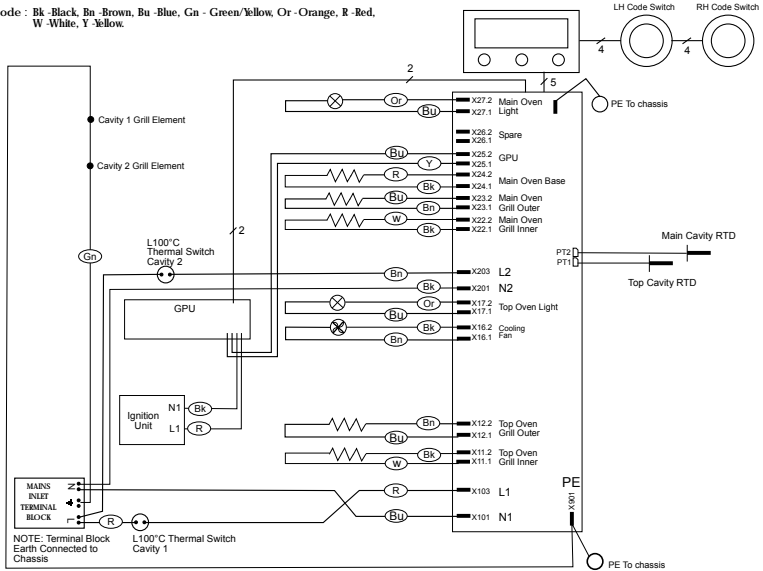 ode : Bk -Black, Bn -Brown, Bu -Blue, Gn - Green/Yellow, Or -Orange, R -Red,
W -White, Y -Yellow.
LH Code Switch
RH Code Switch
4
4
2
5
X27.2 Main Oven
X27.1 Light
Or
Bu
PE To chassis
Cavity 1 Grill Element
X26.2 Spare
X26.1
Cavity 2 Grill Element
Bu
X25.2 GPU
Y
X25.1
R
X24.2 Main Oven Base
Bk
X24.1
Bu
X23.2 Main Oven
Bn
X23.1 Grill Outer
W
X22.2 Main Oven
Bk
X22.1 Grill Inner
2
Gn
L100°C
Thermal Switch
Cavity 2
Main Cavity RTD
PT2
PT1
Top Cavity RTD
Bn
X203 L2
Bk
X201 N2
GPU
Or
X17.2 Top Oven Light
Bu
X17.1
Bk
X16.2 Cooling
Bn
X16.1 Fan
Ignition
Unit
N1
Bk
L1
R
Bn
X12.2 Top Oven
Bu
X12.1 Grill Outer
Bk
X11.2 Top Oven
W
X11.1 Grill Inner
MAINS
INLET
TERMINAL
BLOCK
N
L
R
X103 L1
PE
X901
Bu
X101 N1
R
NOTE: Terminal Block
Earth Connected to
Chassis
L100°C Thermal Switch
Cavity 1
PE To chassis